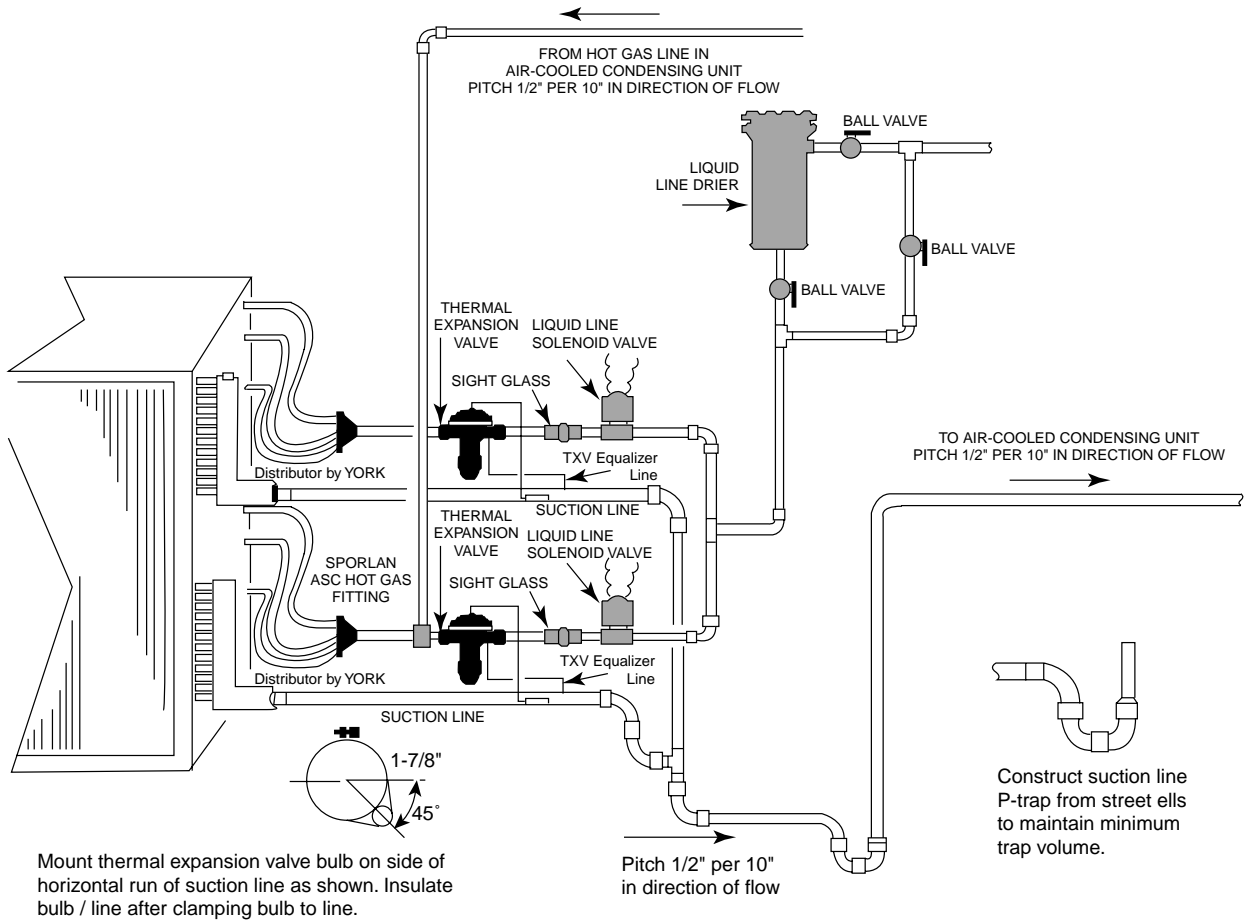 FROM HOT GAS LINE IN
AIR-COOLED CONDENSING UNIT
PITCH 1/2" PER 10" IN DIRECTION OF FLOW
BALL VALVE
LIQUID
LINE DRIER
BALL VALVE
BALL VALVE
THERMAL
EXPANSION
VALVE
LIQUID LINE
SOLENOID VALVE
SIGHT GLASS
TO AIR-COOLED CONDENSING UNIT
PITCH 1/2" PER 10" IN DIRECTION OF FLOW
Distributor by YORK
TXV Equalizer
Line
SUCTION LINE
THERMAL
EXPANSION
VALVE
LIQUID LINE
SOLENOID VALVE
SPORLAN
ASC HOT GAS
FITTING
SIGHT GLASS
TXV Equalizer
Line
Distributor by YORK
SUCTION LINE
1-7/8"
45°
Construct suction line
P-trap from street ells
to maintain minimum
trap volume.
Mount thermal expansion valve bulb on side of
horizontal run of suction line as shown. Insulate
bulb / line after clamping bulb to line.
Pitch 1/2" per 10"
in direction of flow